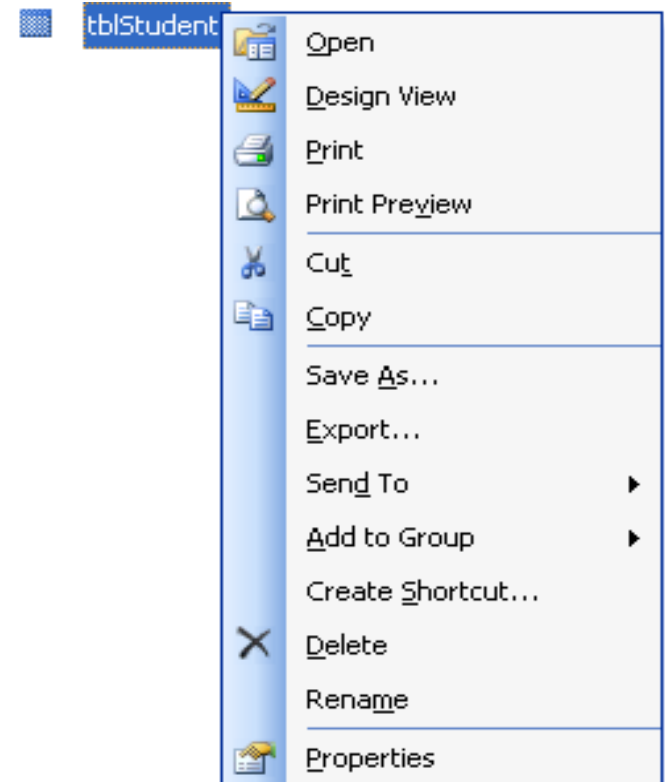 tblStudent
Open
Design View
Print
Print Preview
Cut
Copy
Save As...
Export...
Send To
Add to Group
Create Shortcut...
Delete
Rename
Properties